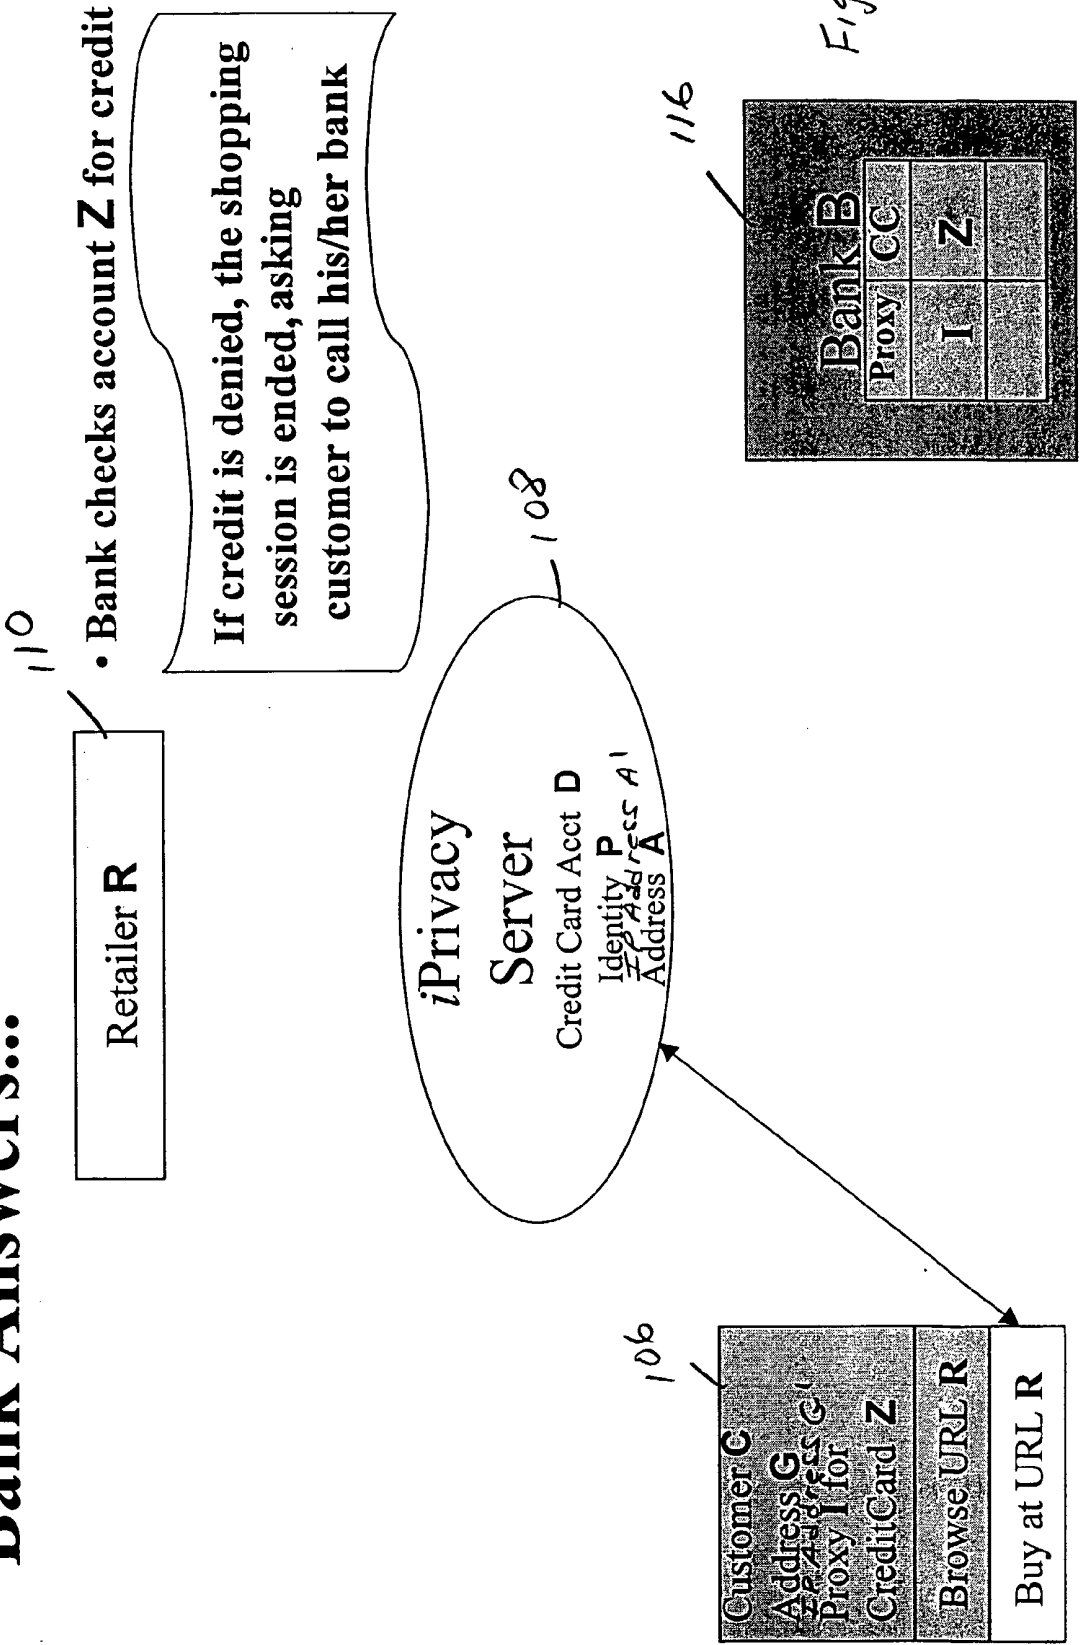 Bank Answers...
110
Retailer R
• Bank checks account Z for credit
If credit is denied, the shopping
session is ended, asking
customer to call his/her bank
iPrivacy
Server
Credit Card Acct D
Identity P
IP Address A'
Address A
108
106
Customer C
Address G
IP Address G'
Proxy I for
CreditCard Z
Browse URL R
Buy at URL R
116
Bank B
Proxy CC
I Z
Fig